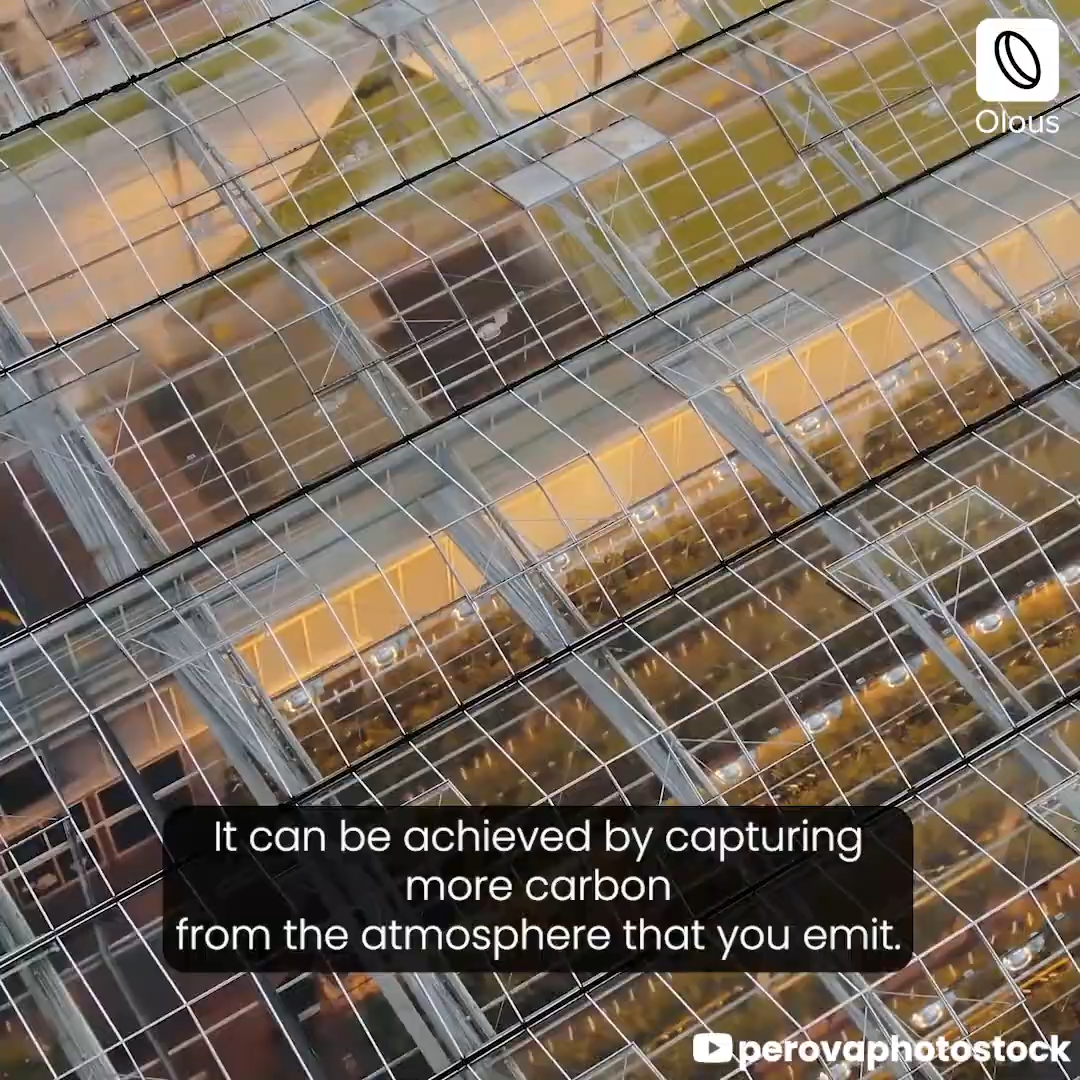 Olous
It can be achieved by capturing
more carbon
from the atmosphere that you emit.
perovaphotostock